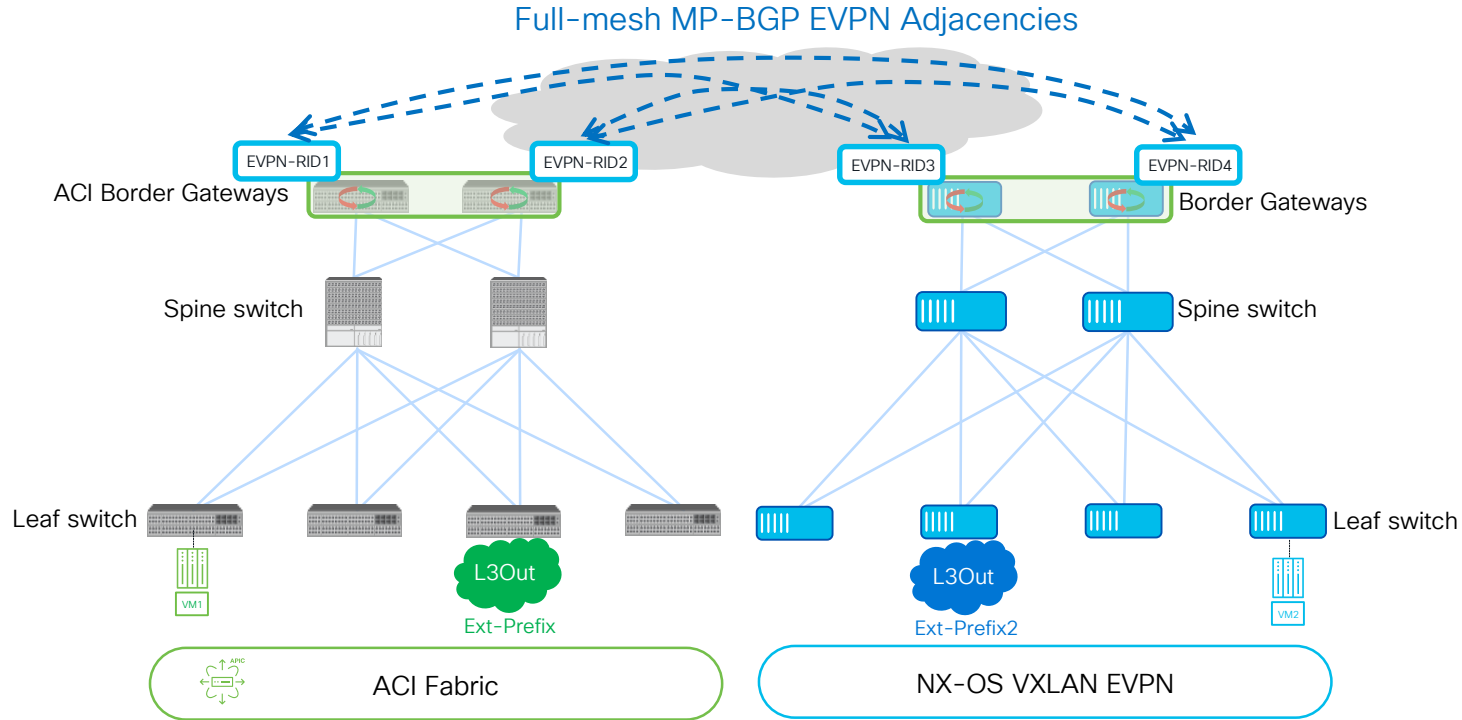 Full-mesh MP-BGP EVPN Adjacencies
EVPN-RID1
EVPN-RID2
EVPN-RID3
EVPN-RID4
ACI Border Gateways
Border Gateways
Spine switch
Spine switch
Leaf switch
Leaf switch
L3Out
L3Out
VM1
VM2
Ext-Prefix
Ext-Prefix2
APIC
ACI Fabric
NX-OS VXLAN EVPN